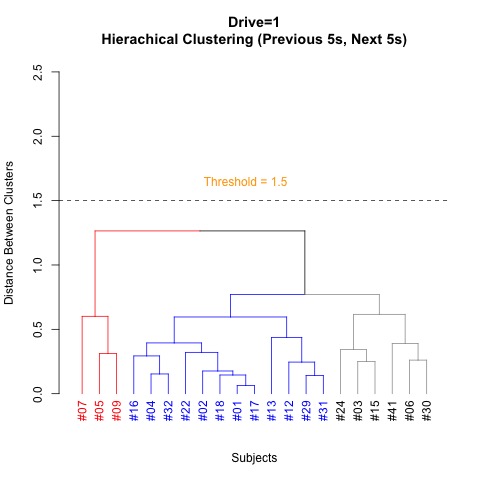 Drive=1
Hierachical Clustering (Previous 5s, Next 5s)
Distance Between Clusters
2.5
2.0
1.5
1.0
0.5
0.0
Threshold = 1.5
#07 #05 #09 #16 #04 #32 #22 #02 #18 #01 #17 #13 #12 #29 #31 #24 #03 #15 #41 #06 #30
Subjects